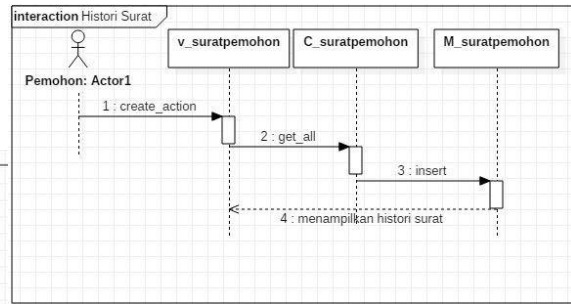 interaction Histori Surat
v_suratpemohon
C_suratpemohon
M_suratpemohon
Pemohon: Actor1
1 : create_action
2 : get_all
3 : insert
4 : menampilkan histori surat